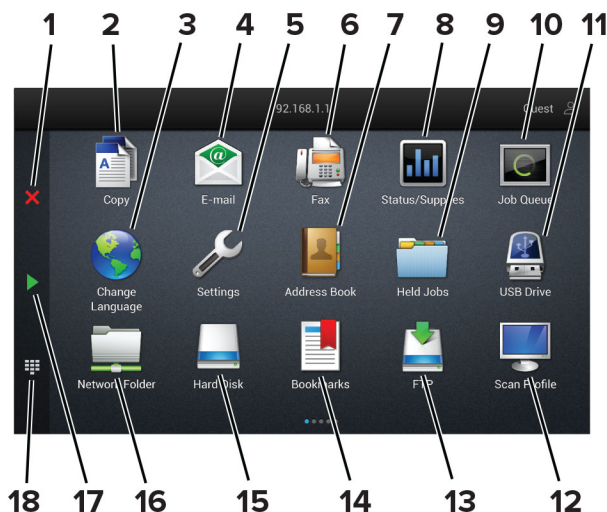 1 2 3 4 5 6 7 8 9 10 11
92.168.1.1 Guest
A
@
Copy E-mail Fax Status/Supplies Job Queue
Change Language Settings Address Book Held Jobs USB Drive
Network Folder Hard Disk Bookmarks FTP Scan Profile
18 17 16 15 14 13 12